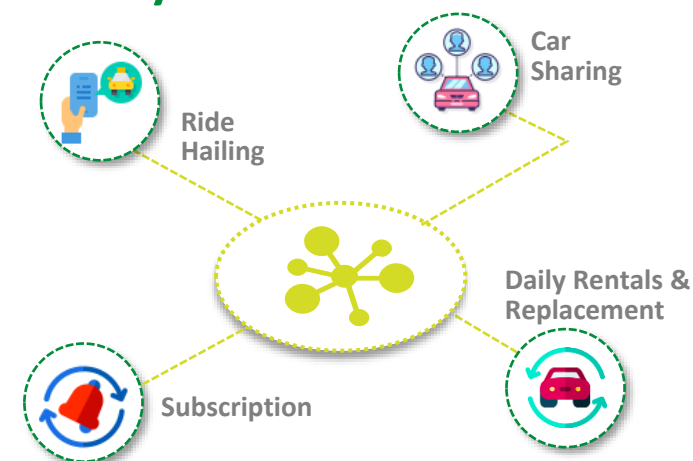 Car
Sharing
Ride
Hailing
Daily Rentals &
Replacement
Subscription